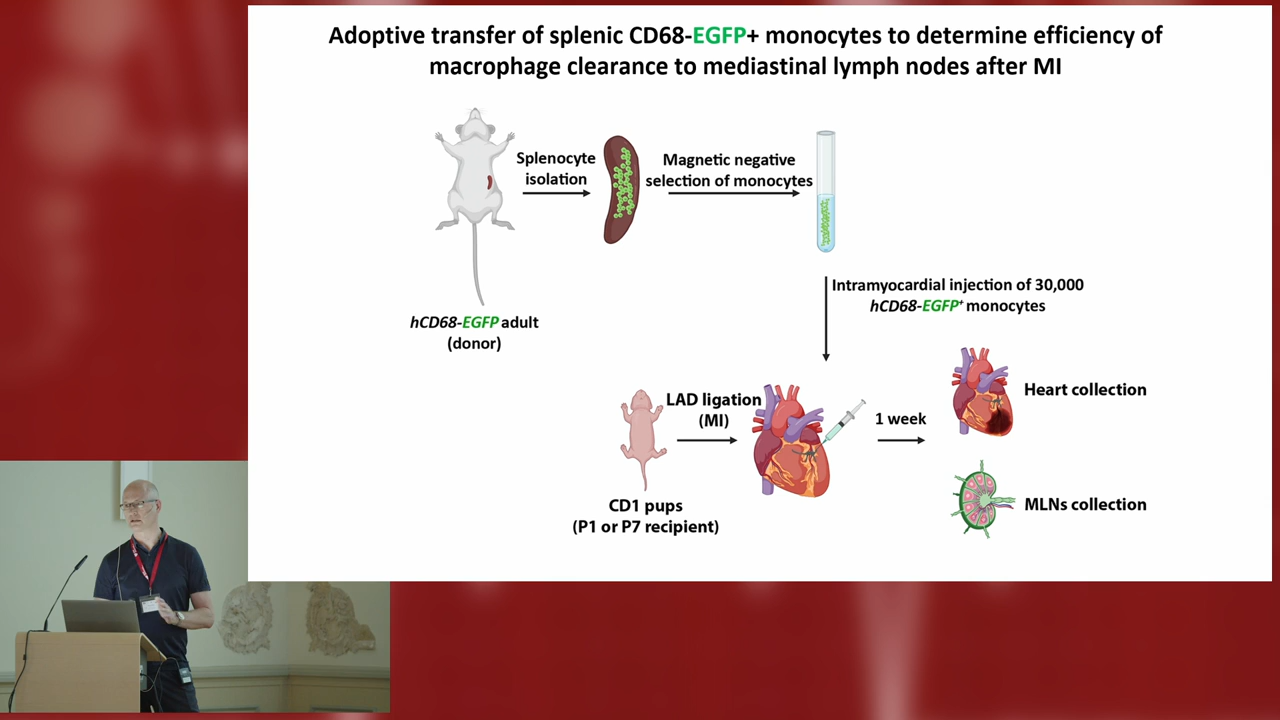 Adoptive transfer of splenic CD68-EGFP+ monocytes to determine efficiency of
macrophage clearance to mediastinal lymph nodes after MI
Splenocyte
isolation
Magnetic negative
selection of monocytes
hCD68-EGFP adult
(donor)
Intramyocardial injection of 30,000
hCD68-EGFP⁺ monocytes
LAD ligation
(MI)
1 week
Heart collection
CD1 pups
(P1 or P7 recipient)
MLNs collection